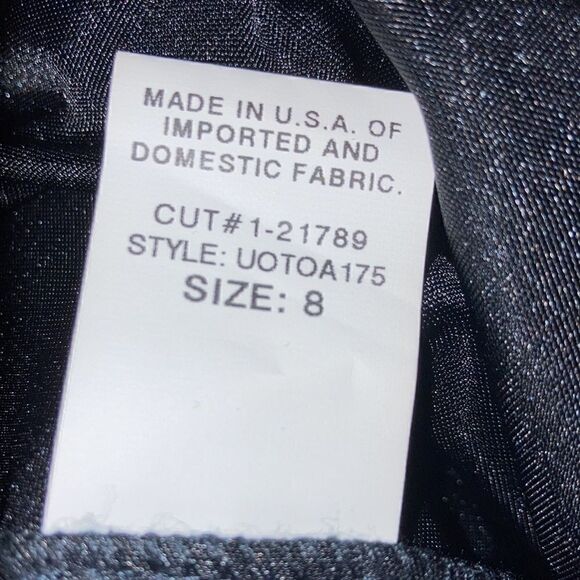 MADE IN U.S.A. OF
IMPORTED AND
DOMESTIC FABRIC.
CUT#1-21789
STYLE: UOTOA175
SIZE: 8